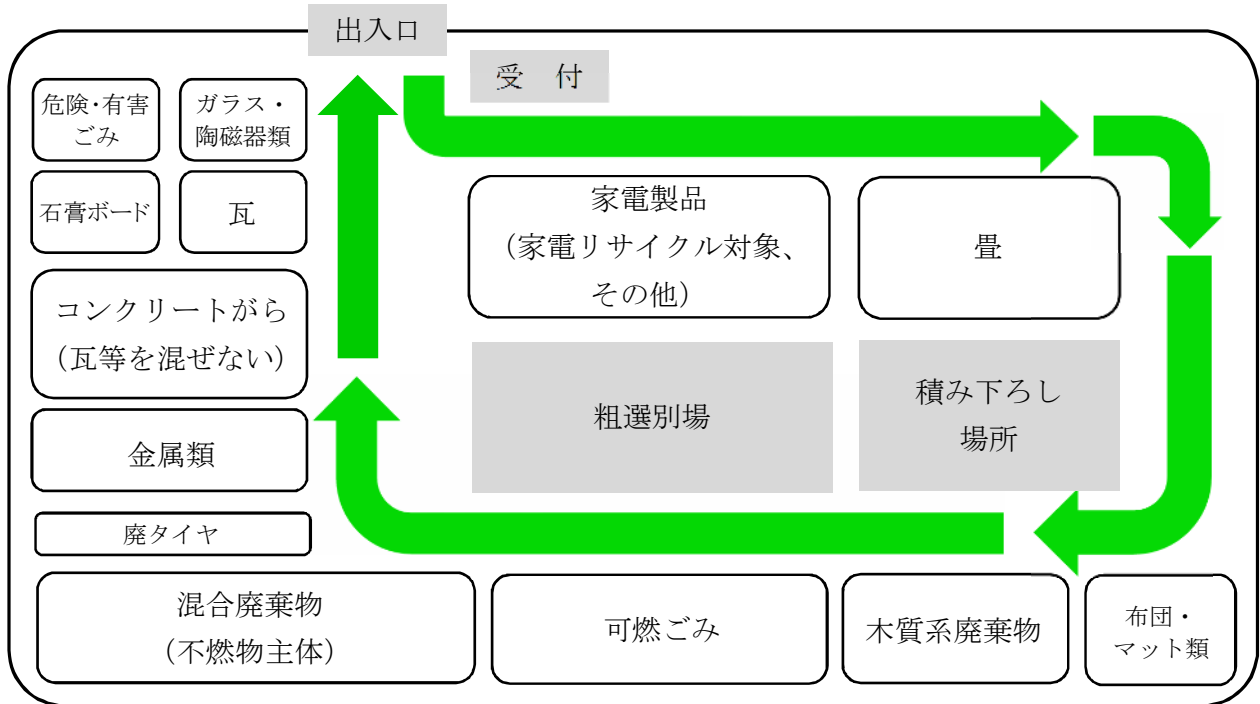 出入口
受　付
危険・有害
ごみ
ガラス・
陶磁器類
石膏ボード
瓦
家電製品
（家電リサイクル対象、
その他）
畳
コンクリートがら
（瓦等を混ぜない）
粗選別場
積み下ろし
場所
金属類
廃タイヤ
混合廃棄物
（不燃物主体）
可燃ごみ
木質系廃棄物
布団・
マット類